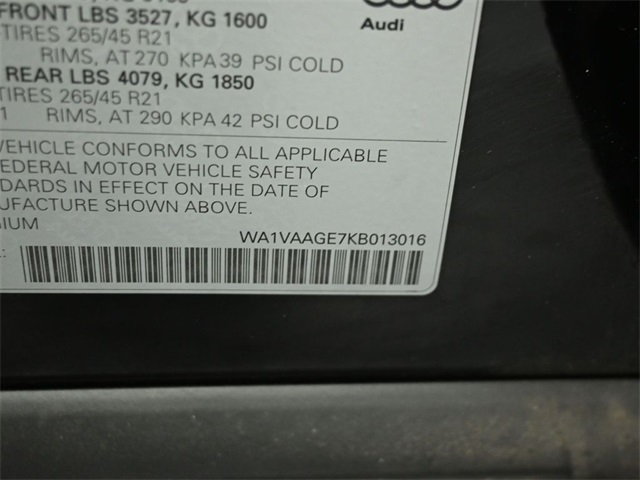 FRONT LBS 3527, KG 1600
Audi
TIRES 265/45 R21
RIMS, AT 270 KPA 39 PSI COLD
REAR LBS 4079, KG 1850
TIRES 265/45 R21
RIMS, AT 290 KPA 42 PSI COLD
VEHICLE CONFORMS TO ALL APPLICABLE
EDERAL MOTOR VEHICLE SAFETY
DARDS IN EFFECT ON THE DATE OF
UFACTURE SHOWN ABOVE.
GIUM
WA1VAAGE7KB013016